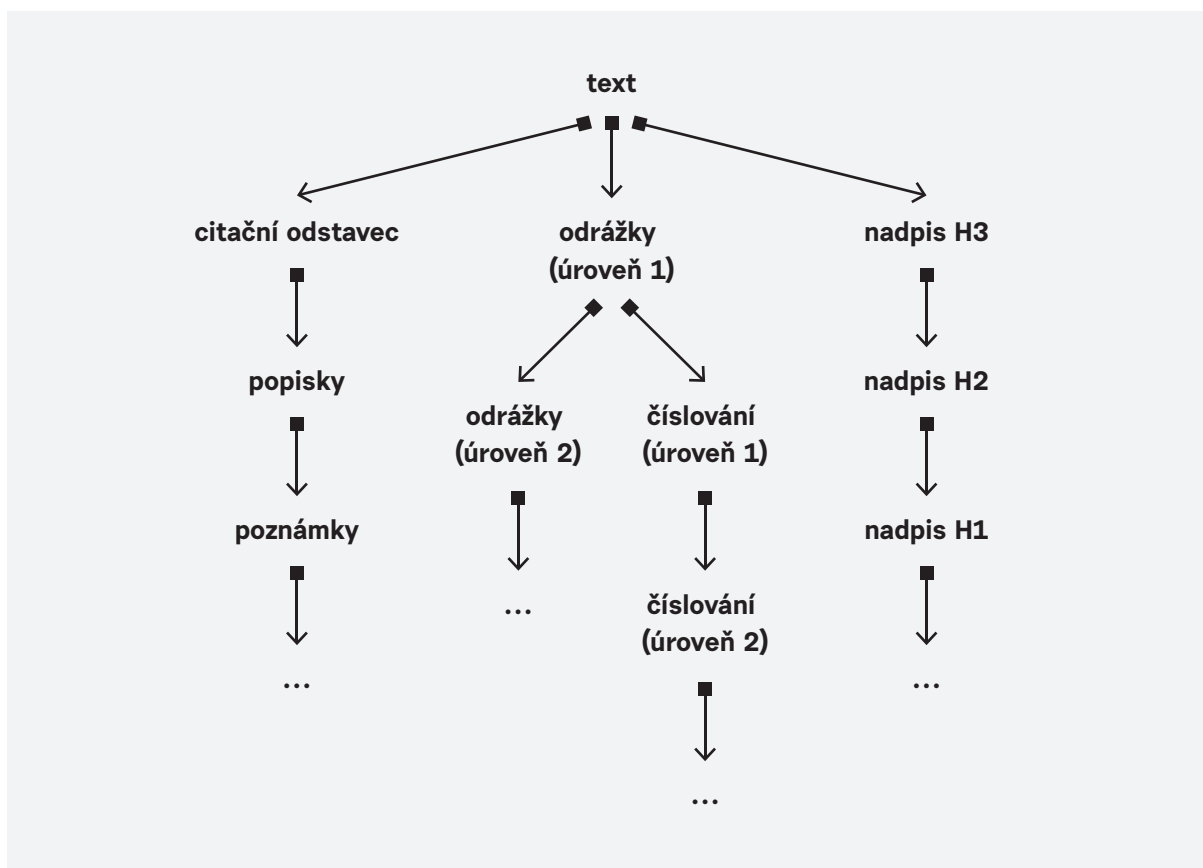 text
citační odstavec
odrážky
(úroveň 1)
nadpis H3
popisky
odrážky
(úroveň 2)
číslování
(úroveň 1)
nadpis H2
poznámky
...
číslování
(úroveň 2)
nadpis H1
...
...
...